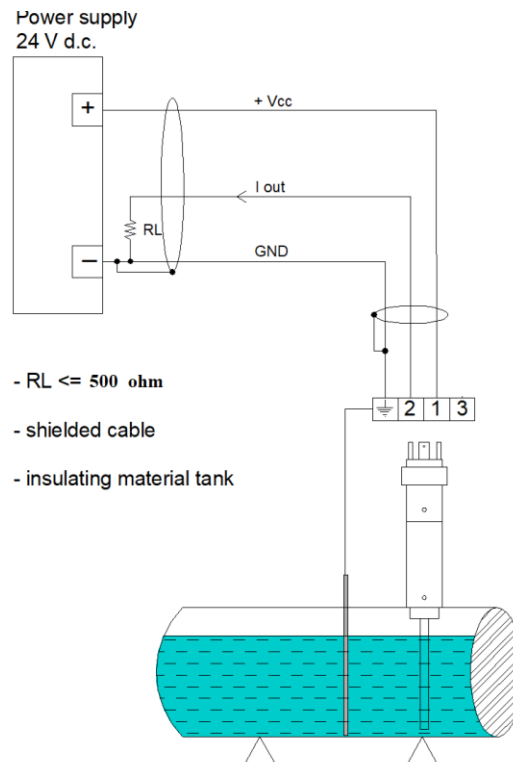 Power supply
24 V d.c.
+
+ Vcc
I out
RL
−
GND
- RL <= 500 ohm
2 1 3
- shielded cable
- insulating material tank